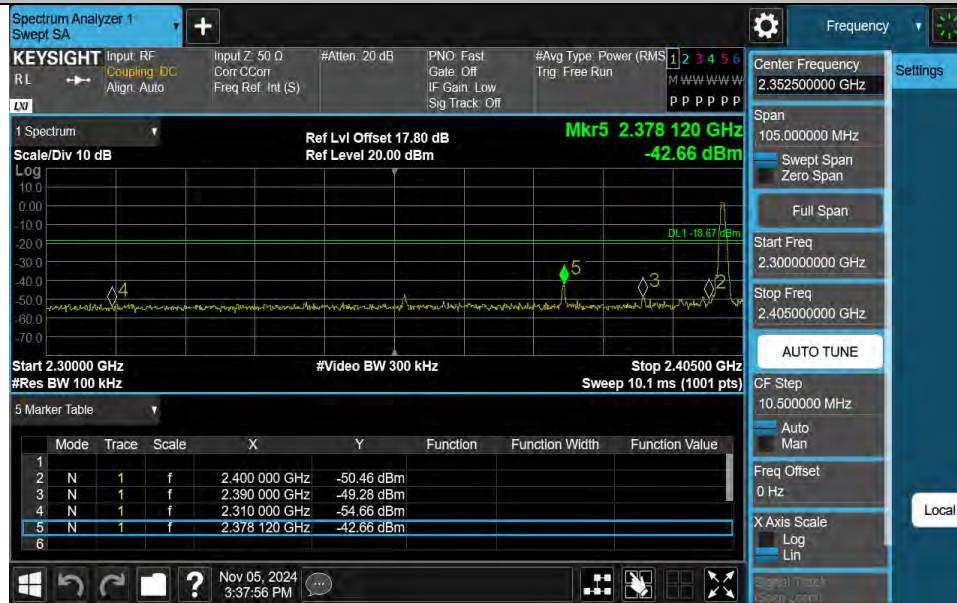 Spectrum Analyzer 1
Swept SA
+
Frequency
KEYSIGHT
RL
LXI
Input: RF
Coupling: DC
Align: Auto
Input Z: 50 Ω
Corr CCorr
Freq Ref: Int (S)
#Atten: 20 dB
PNO: Fast
Gate: Off
IF Gain: Low
Sig Track: Off
#Avg Type: Power (RMS
Trig: Free Run
1 2 3 4 5 6
M W W W W W
P P P P P P
Center Frequency
2.352500000 GHz
Settings
Span
105.000000 MHz
Swept Span
Zero Span
Full Span
Start Freq
2.300000000 GHz
Stop Freq
2.405000000 GHz
AUTO TUNE
CF Step
10.500000 MHz
Auto
Man
Freq Offset
0 Hz
X Axis Scale
Log
Lin
Signal Track
(Span Zoom)
Local
1 Spectrum
Scale/Div 10 dB
Ref Lvl Offset 17.80 dB
Ref Level 20.00 dBm
Mkr5 2.378 120 GHz
-42.66 dBm
Log
10.0
0.00
-10.0
-20.0
-30.0
-40.0
-50.0
-60.0
-70.0
DL1 -18.67 dBm
4
5
3
2
Start 2.30000 GHz
#Video BW 300 kHz
Stop 2.40500 GHz
#Res BW 100 kHz
Sweep 10.1 ms (1001 pts)
5 Marker Table
Mode Trace Scale X Y Function Function Width Function Value
1
2 N 1 f 2.400 000 GHz -50.46 dBm
3 N 1 f 2.390 000 GHz -49.28 dBm
4 N 1 f 2.310 000 GHz -54.66 dBm
5 N 1 f 2.378 120 GHz -42.66 dBm
6
?
Nov 05, 2024
3:37:56 PM